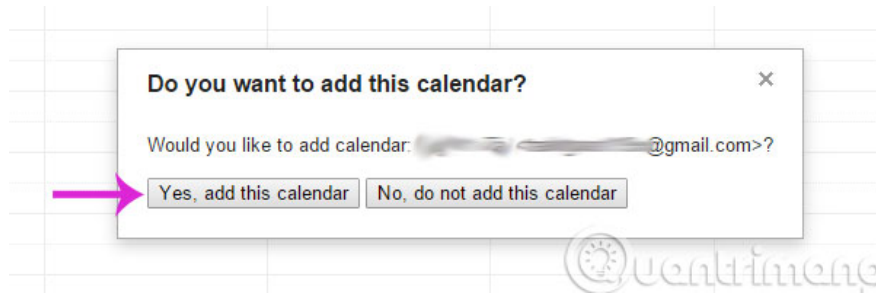 Do you want to add this calendar?
Would you like to add calendar: @gmail.com>?
Yes, add this calendar No, do not add this calendar
Quantrimang